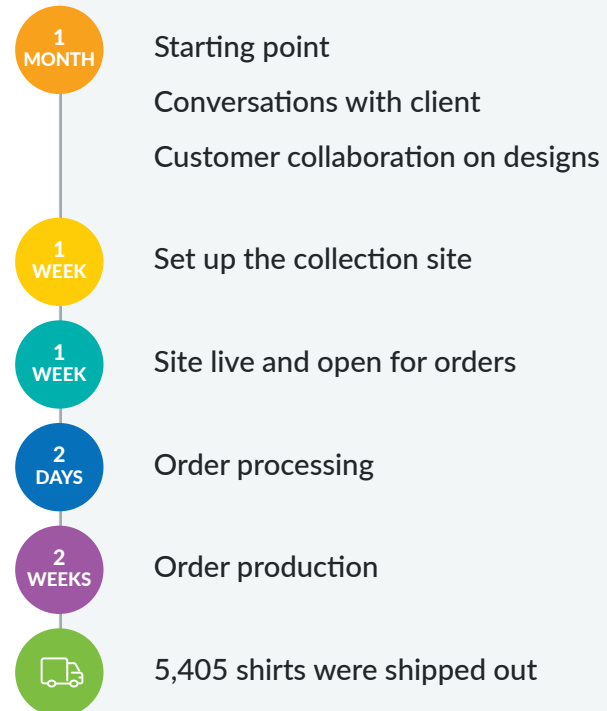 1
MONTH
Starting point
Conversations with client
Customer collaboration on designs
1
WEEK
Set up the collection site
1
WEEK
Site live and open for orders
2
DAYS
Order processing
2
WEEKS
Order production
5,405 shirts were shipped out